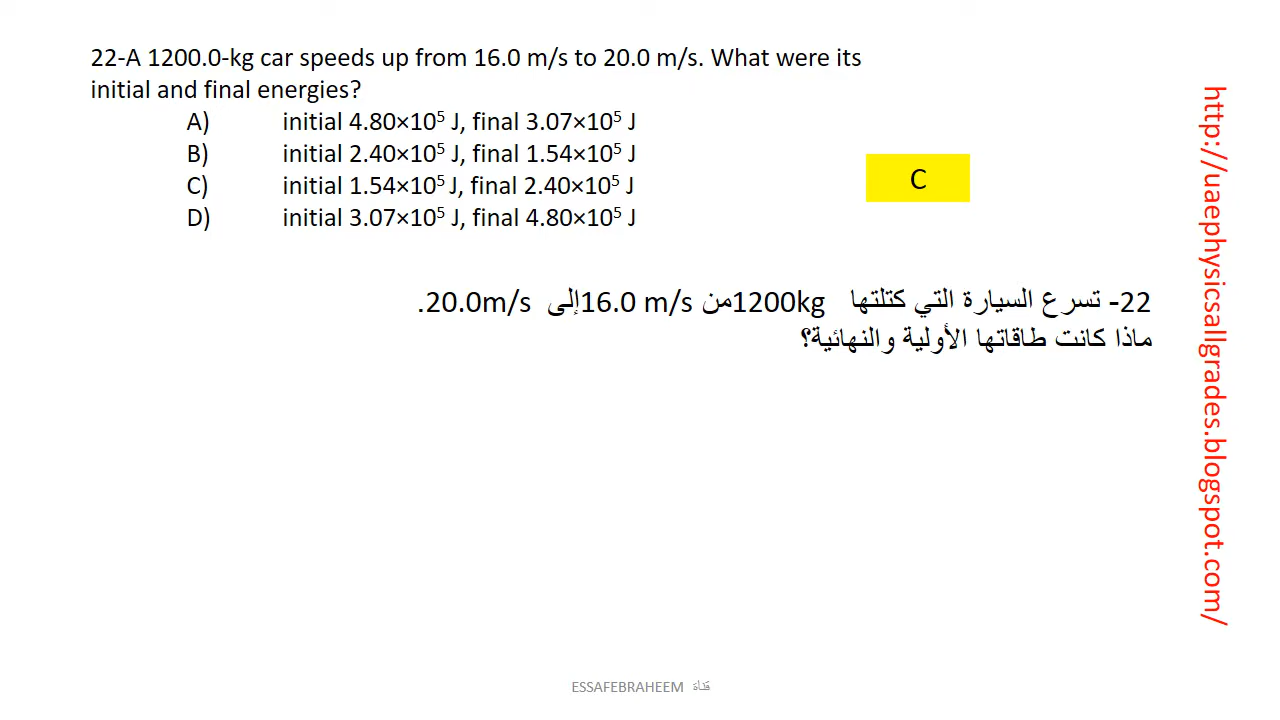 22-A 1200.0-kg car speeds up from 16.0 m/s to 20.0 m/s. What were its
initial and final energies?
A) initial 4.80×10⁵ J, final 3.07×10⁵ J
B) initial 2.40×10⁵ J, final 1.54×10⁵ J
C) initial 1.54×10⁵ J, final 2.40×10⁵ J
D) initial 3.07×10⁵ J, final 4.80×10⁵ J
C
22- تسرع السيارة التي كتلتها 1200kg من 16.0 m/s إلى 20.0m/s.
ماذا كانت طاقاتها الأولية والنهائية؟
http://uaephysicsallgrades.blogspot.com/
ESSAFEBRAHEEM قناة